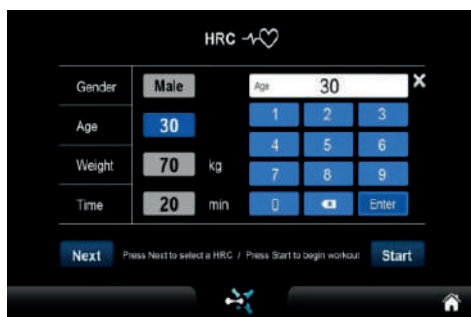 HRC
Gender Male
Age 30
Weight 70 kg
Time 20 min
Age 30 X
1 2 3
4 5 6
7 8 9
0 Enter
Next Press Next to select a HRC / Press Start to begin workout Start